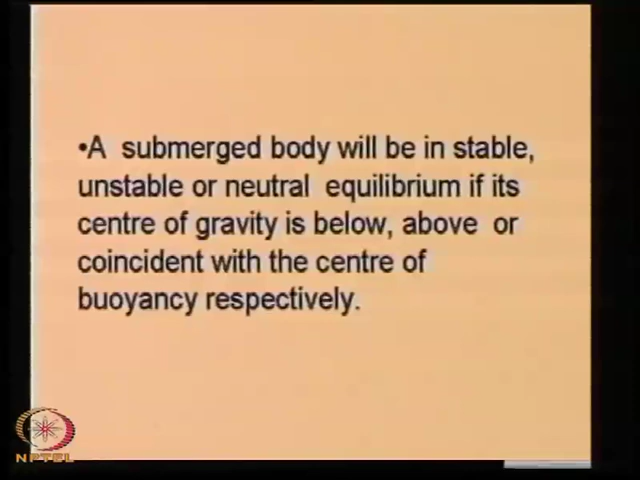 •A submerged body will be in stable,
unstable or neutral equilibrium if its
centre of gravity is below, above or
coincident with the centre of
buoyancy respectively.
NPTEL